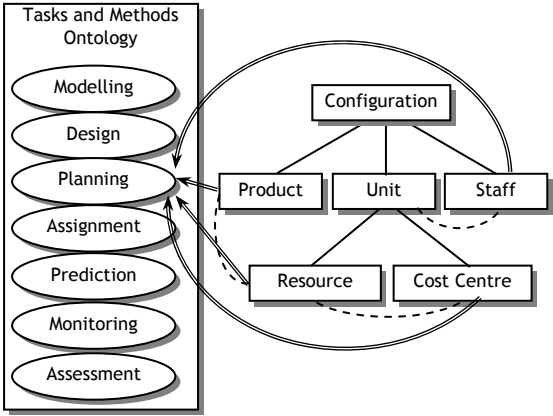 Tasks and Methods
Ontology
Modelling
Design
Planning
Assignment
Prediction
Monitoring
Assessment
Configuration
Product
Unit
Staff
Resource
Cost Centre